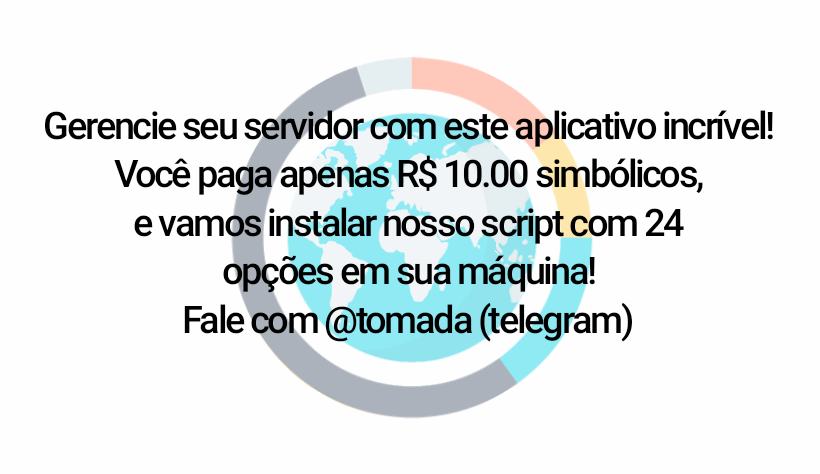 Gerencie seu servidor com este aplicativo incrível!
Você paga apenas R$ 10.00 simbólicos,
e vamos instalar nosso script com 24
opções em sua máquina!
Fale com @tomada (telegram)